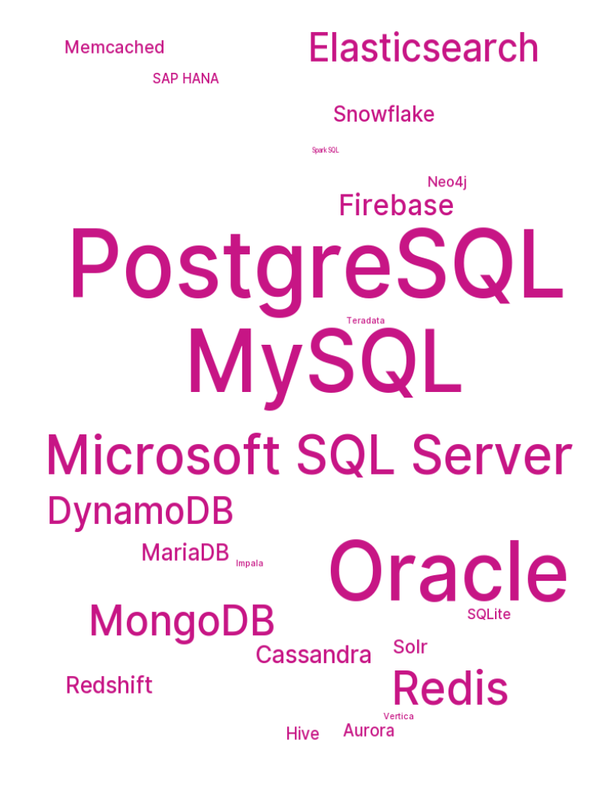 Elasticsearch
Memcached
SAP HANA
Snowflake
Spark SQL
Neo4j
Firebase
PostgreSQL
Teradata
MySQL
Microsoft SQL Server
DynamoDB
MariaDB
Impala
Oracle
SQLite
MongoDB
Solr
Cassandra
Redshift
Redis
Vertica
Aurora
Hive